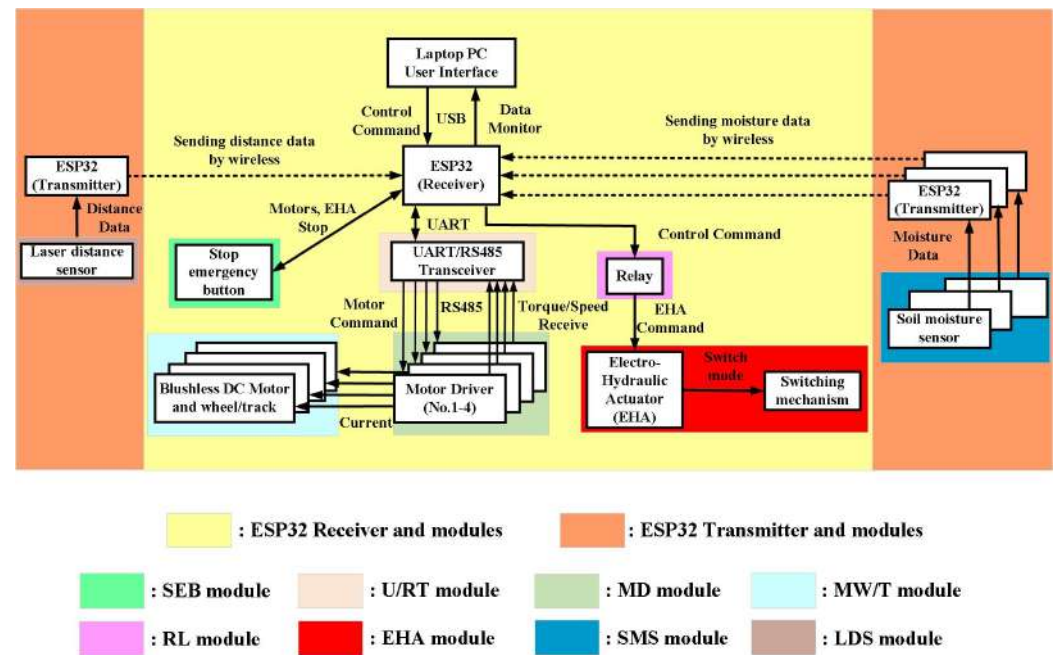 Laptop PC
User Interface
Control
Command
USB
Data
Monitor
Sending distance data
by wireless
Sending moisture data
by wireless
ESP32
(Transmitter)
ESP32
(Receiver)
ESP32
(Transmitter)
Distance
Data
Motors, EHA
Stop
UART
Control Command
Moisture
Data
Laser distance
sensor
Stop
emergency
button
UART/RS485
Transceiver
Relay
Motor
Command
RS485
Torque/Speed
Receive
EHA
Command
Soil moisture
sensor
Blushless DC Motor
and wheel/track
Current
Motor Driver
(No.1-4)
Electro-
Hydraulic
Actuator
(EHA)
Switch
mode
Switching
mechanism
: ESP32 Receiver and modules
: ESP32 Transmitter and modules
: SEB module
: U/RT module
: MD module
: MW/T module
: RL module
: EHA module
: SMS module
: LDS module